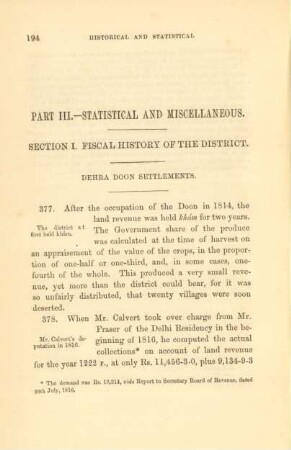 194 HISTORICAL AND STATISTICAL
PART III.—STATISTICAL AND MISCELLANEOUS.
SECTION I. FISCAL HISTORY OF THE DISTRICT.
DEHRA DOON SETTLEMENTS.
377. After the occupation of the Doon in 1814, the
land revenue was held khám for two years.
The district at
first held khám.
The Government share of the produce
was calculated at the time of harvest on
an appraisement of the value of the crops, in the propor-
tion of one-half or one-third, and, in some cases, one-
fourth of the whole. This produced a very small reve-
nue, yet more than the district could bear, for it was
so unfairly distributed, that twenty villages were soon
deserted.
378. When Mr. Calvert took over charge from Mr.
Fraser of the Delhi Residency in the be-
Mr. Calvert's de-
putation in 1816.
ginning of 1816, he computed the actual
collections* on account of land revenue
for the year 1222 F., at only Rs. 11,456-3-0, plus 9,134-9-3
* The demand was Rs. 12,214, vide Report to Secretary Board of Revenue, dated
July, 1816.